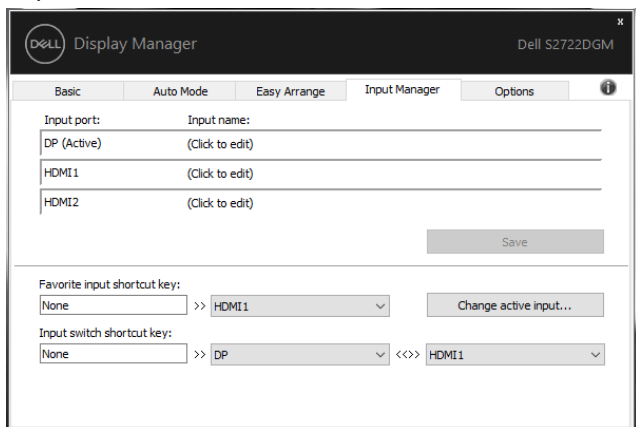 x
DELL Display Manager Dell S2722DGM
Basic Auto Mode Easy Arrange Input Manager Options i
Input port: Input name:
DP (Active) (Click to edit)
HDMI1 (Click to edit)
HDMI2 (Click to edit)
Save
Favorite input shortcut key:
None >> HDMI1 Change active input...
Input switch shortcut key:
None >> DP <<>> HDMI1